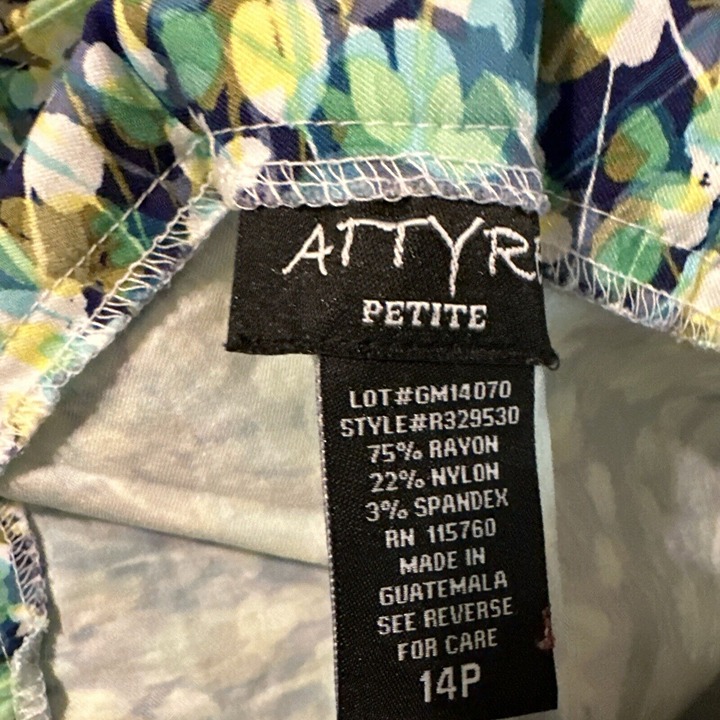 ATTYRE
PETITE
LOT#GM14070
STYLE#R329530
75% RAYON
22% NYLON
3% SPANDEX
RN 115760
MADE IN
GUATEMALA
SEE REVERSE
FOR CARE
14P